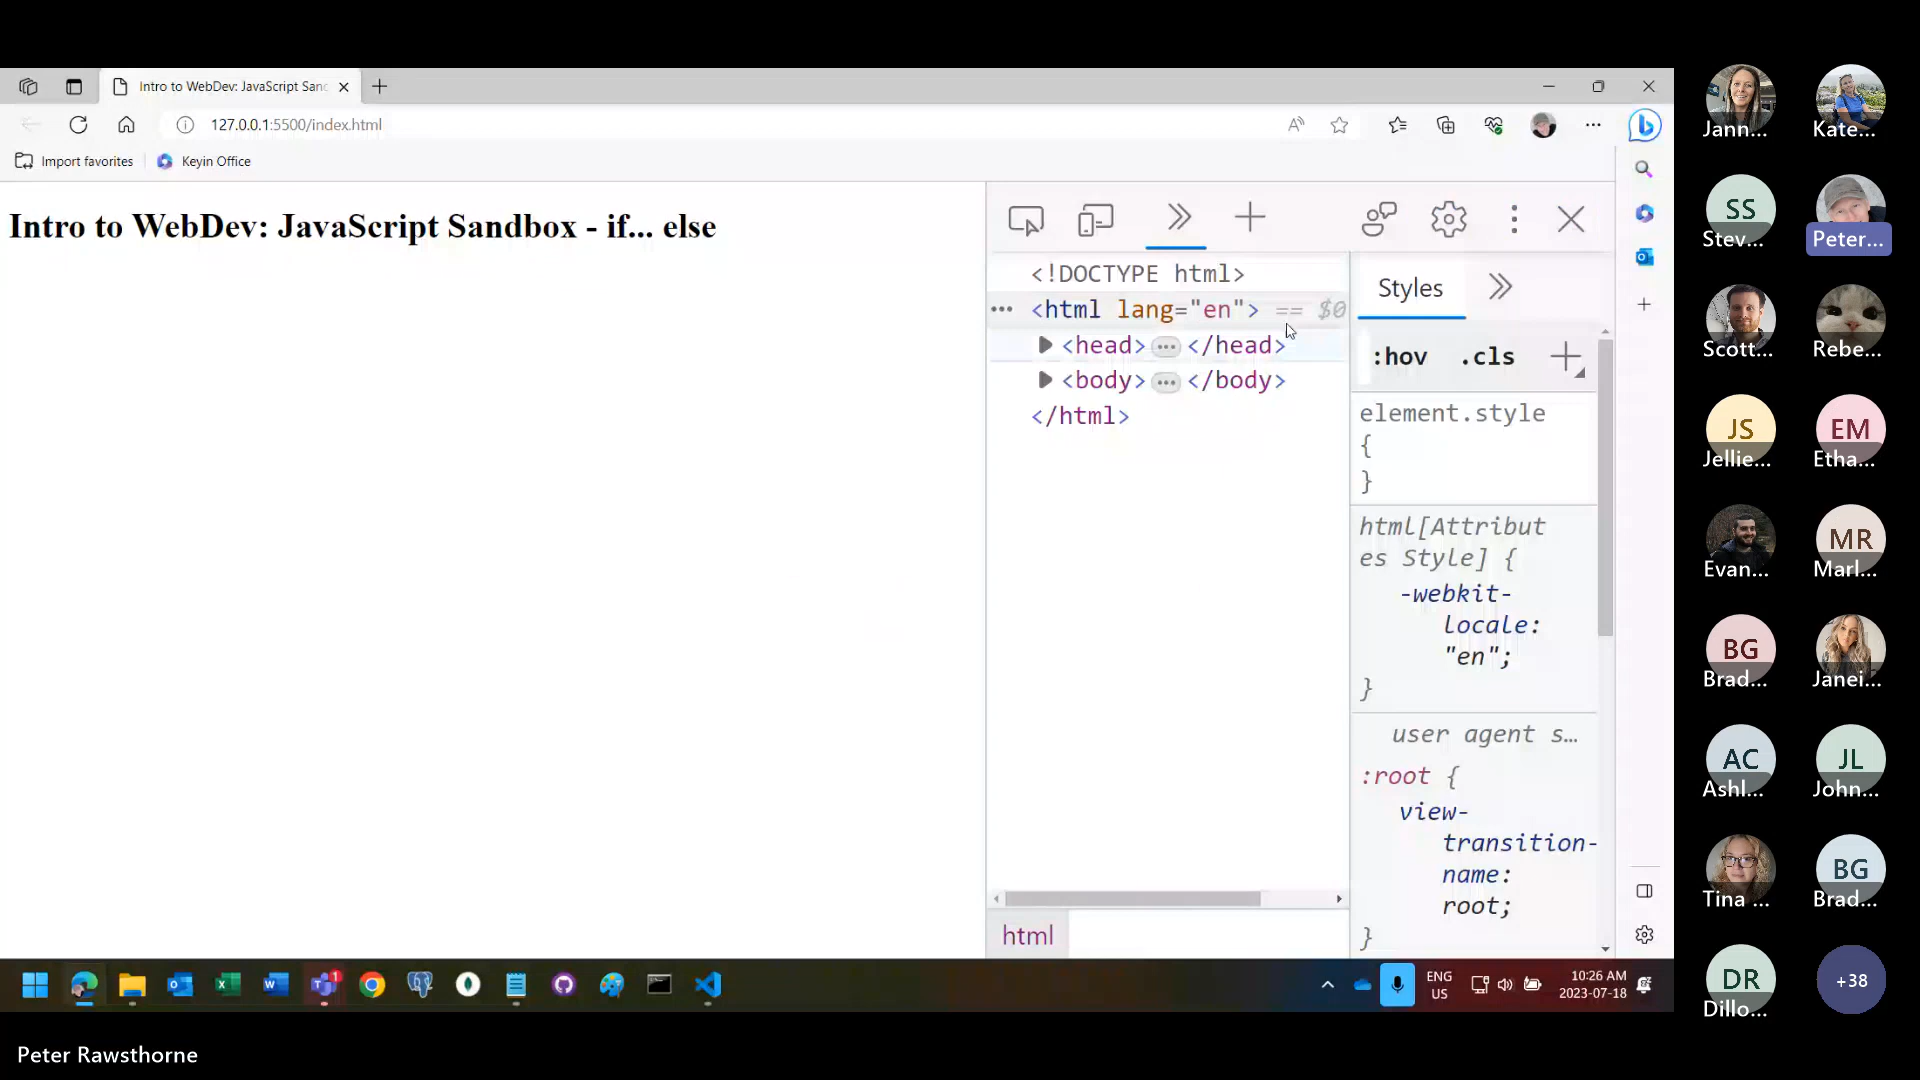 Intro to WebDev: JavaScript Sanc
127.0.0.1:5500/index.html
Import favorites
Keyin Office
Intro to WebDev: JavaScript Sandbox - if... else
<!DOCTYPE html>
<html lang="en"> == $0
<head> ... </head>
<body> ... </body>
</html>
html
Styles
:hov .cls
element.style
{
}
html[Attribut
es Style] {
-webkit-
locale:
"en";
}
user agent s…
:root {
view-
transition-
name:
root;
}
ENG
US
10:26 AM
2023-07-18
Peter Rawsthorne
Jann...
Kate...
SS
Stev...
Peter...
Scott...
Rebe...
JS
Jellie...
EM
Etha...
Evan...
MR
Marl...
BG
Brad...
Janei...
AC
Ashl...
JL
John...
Tina ...
BG
Brad...
DR
Dillo...
+38